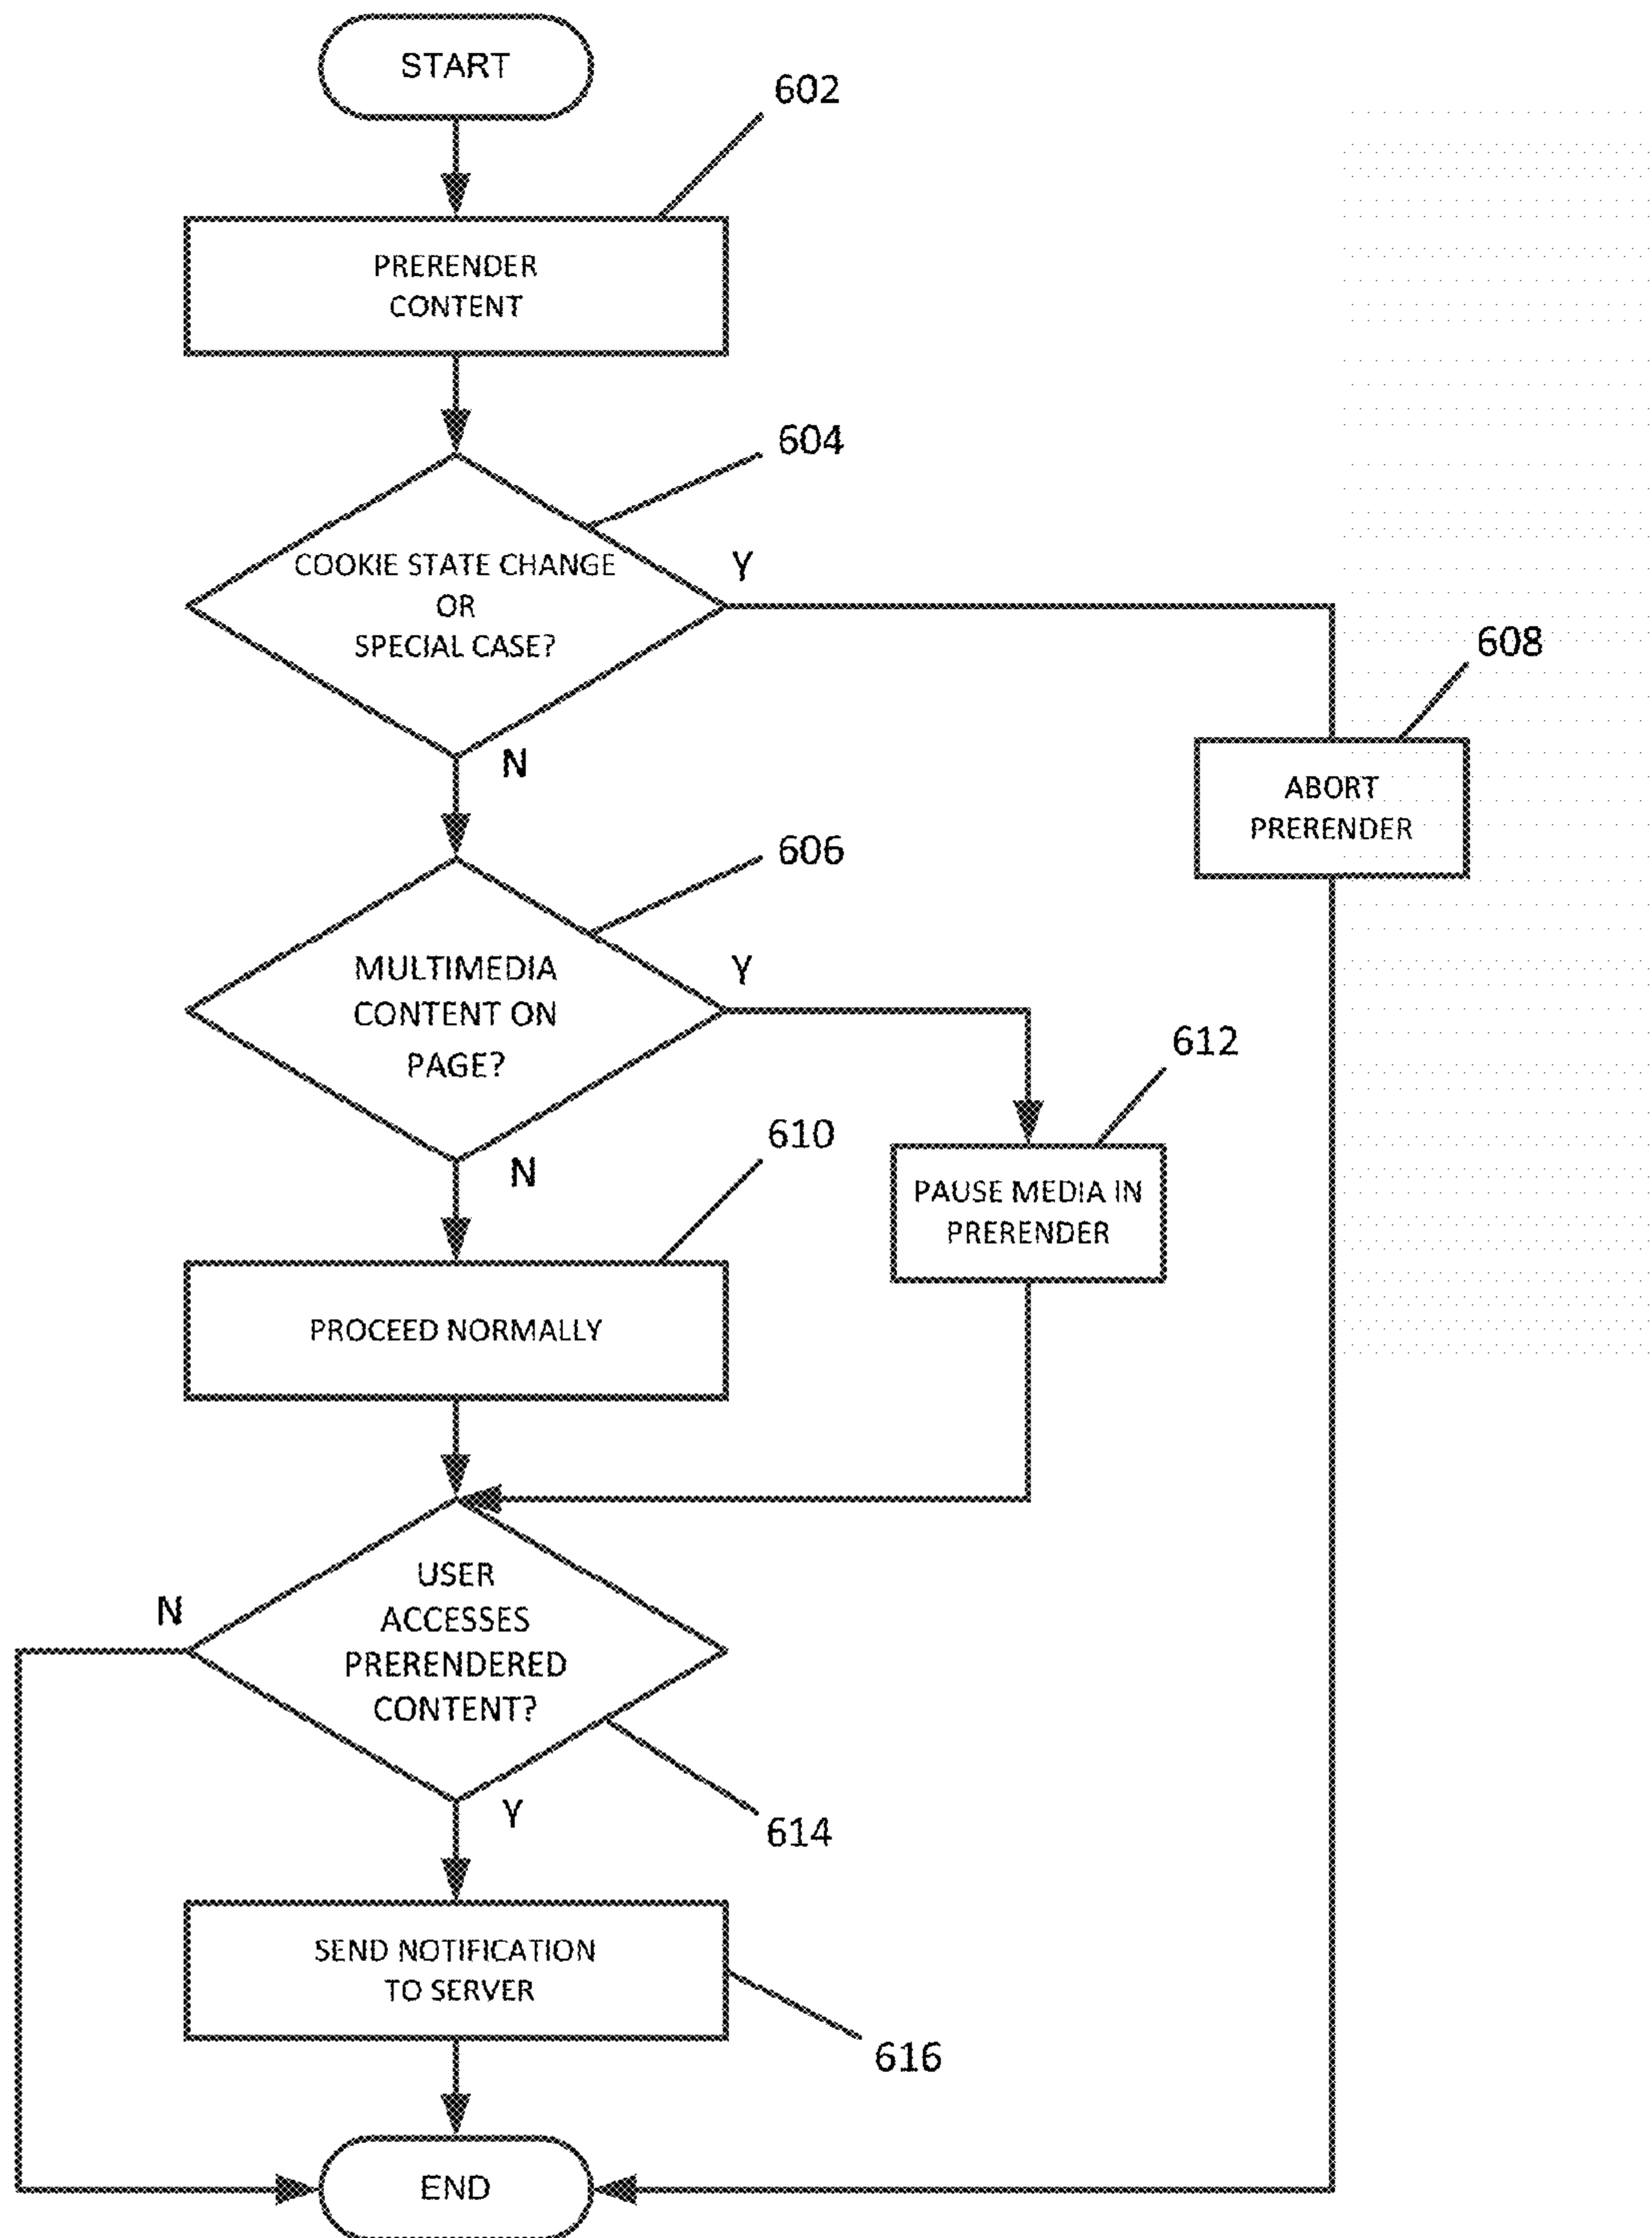 START
602
PRERENDER
CONTENT
604
COOKIE STATE CHANGE
OR
SPECIAL CASE?
Y
608
N
ABORT
PRERENDER
606
MULTIMEDIA
CONTENT ON
PAGE?
Y
612
N
610
PAUSE MEDIA IN
PRERENDER
PROCEED NORMALLY
USER
ACCESSES
PRERENDERED
CONTENT?
N
Y
614
SEND NOTIFICATION
TO SERVER
616
END